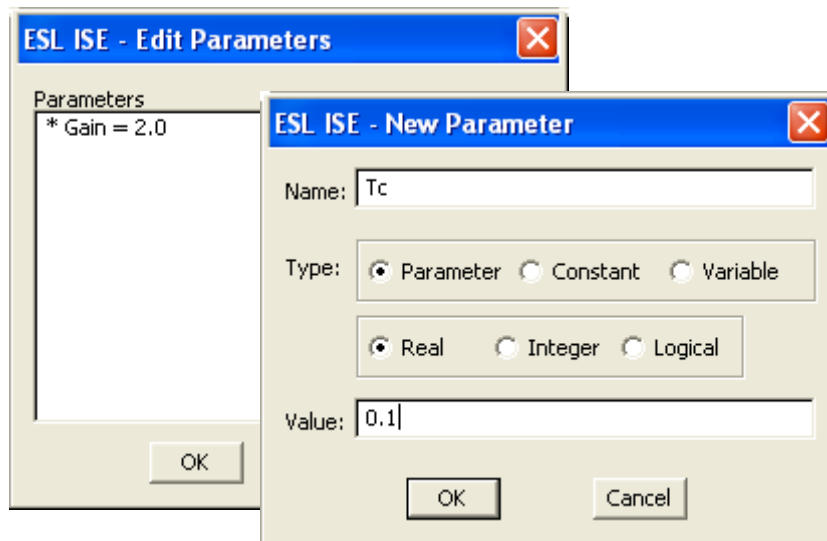 ESL ISE - Edit Parameters
Parameters
* Gain = 2.0
OK
ESL ISE - New Parameter
Name: Tc
Type: Parameter Constant Variable
Real Integer Logical
Value: 0.1
OK Cancel